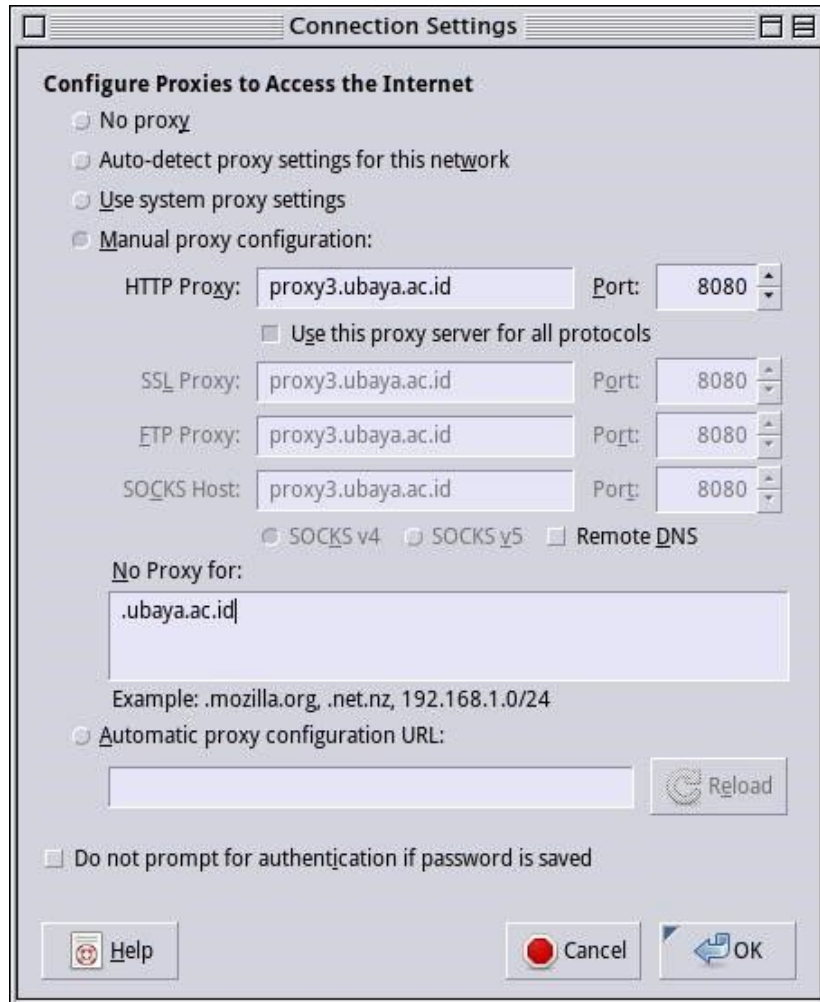 Connection Settings
Configure Proxies to Access the Internet
No proxy
Auto-detect proxy settings for this network
Use system proxy settings
Manual proxy configuration:
HTTP Proxy: proxy3.ubaya.ac.id Port: 8080
Use this proxy server for all protocols
SSL Proxy: proxy3.ubaya.ac.id Port: 8080
FTP Proxy: proxy3.ubaya.ac.id Port: 8080
SOCKS Host: proxy3.ubaya.ac.id Port: 8080
SOCKS v4 SOCKS v5 Remote DNS
No Proxy for:
.ubaya.ac.id
Example: .mozilla.org, .net.nz, 192.168.1.0/24
Automatic proxy configuration URL:
Reload
Do not prompt for authentication if password is saved
Help Cancel OK